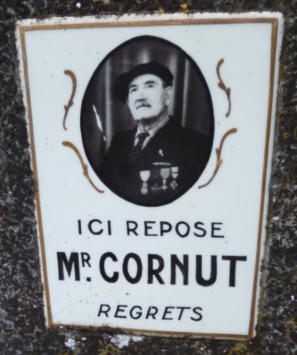 ICI REPOSE
MR. CORNUT
REGRETS